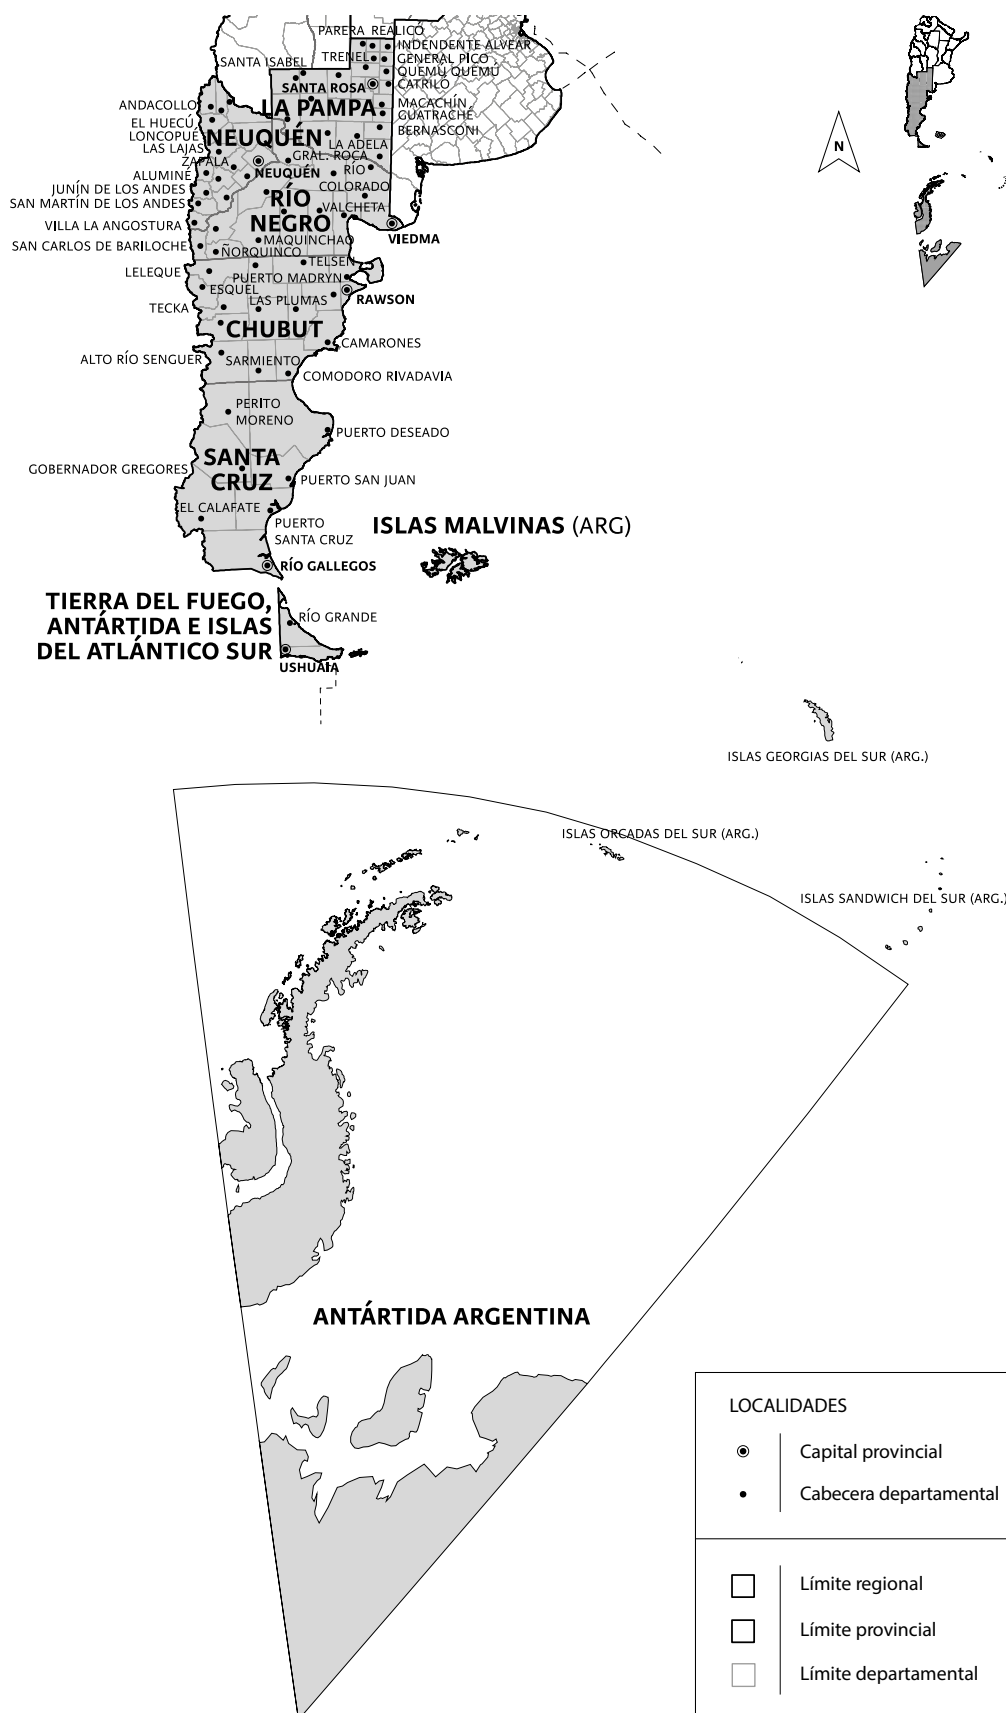 PARERA REALICÓ
INDENDENTE ALVEAR
TRENEL
GENERAL PICO
SANTA ISABEL
QUEMÚ QUEMÚ
SANTA ROSA
CATRILÓ
ANDACOLLO
LA PAMPA
MACACHÍN
GUATRACHÉ
EL HUECÚ
BERNASCONI
LONCOPUÉ
NEUQUÉN
LAS LAJAS
LA ADELA
ZAPALA
GRAL. ROCA
ALUMINÉ
NEUQUÉN
RÍO
COLORADO
JUNÍN DE LOS ANDES
SAN MARTÍN DE LOS ANDES
RÍO
NEGRO
VALCHETA
VILLA LA ANGOSTURA
VIEDMA
SAN CARLOS DE BARILOCHE
MAQUINCHAO
ÑORQUINCO
TELSEN
LELEQUE
PUERTO MADRYN
ESQUEL
LAS PLUMAS
RAWSON
TECKA
CHUBUT
CAMARONES
ALTO RÍO SENGUER
SARMIENTO
COMODORO RIVADAVIA
PERITO
MORENO
PUERTO DESEADO
SANTA
CRUZ
GOBERNADOR GREGORES
PUERTO SAN JUAN
EL CALAFATE
PUERTO
SANTA CRUZ
ISLAS MALVINAS (ARG)
RÍO GALLEGOS
TIERRA DEL FUEGO,
ANTÁRTIDA E ISLAS
DEL ATLÁNTICO SUR
RÍO GRANDE
USHUAIA
N
ISLAS GEORGIAS DEL SUR (ARG.)
ISLAS ORCADAS DEL SUR (ARG.)
ISLAS SANDWICH DEL SUR (ARG.)
ANTÁRTIDA ARGENTINA
LOCALIDADES
Capital provincial
Cabecera departamental
Límite regional
Límite provincial
Límite departamental